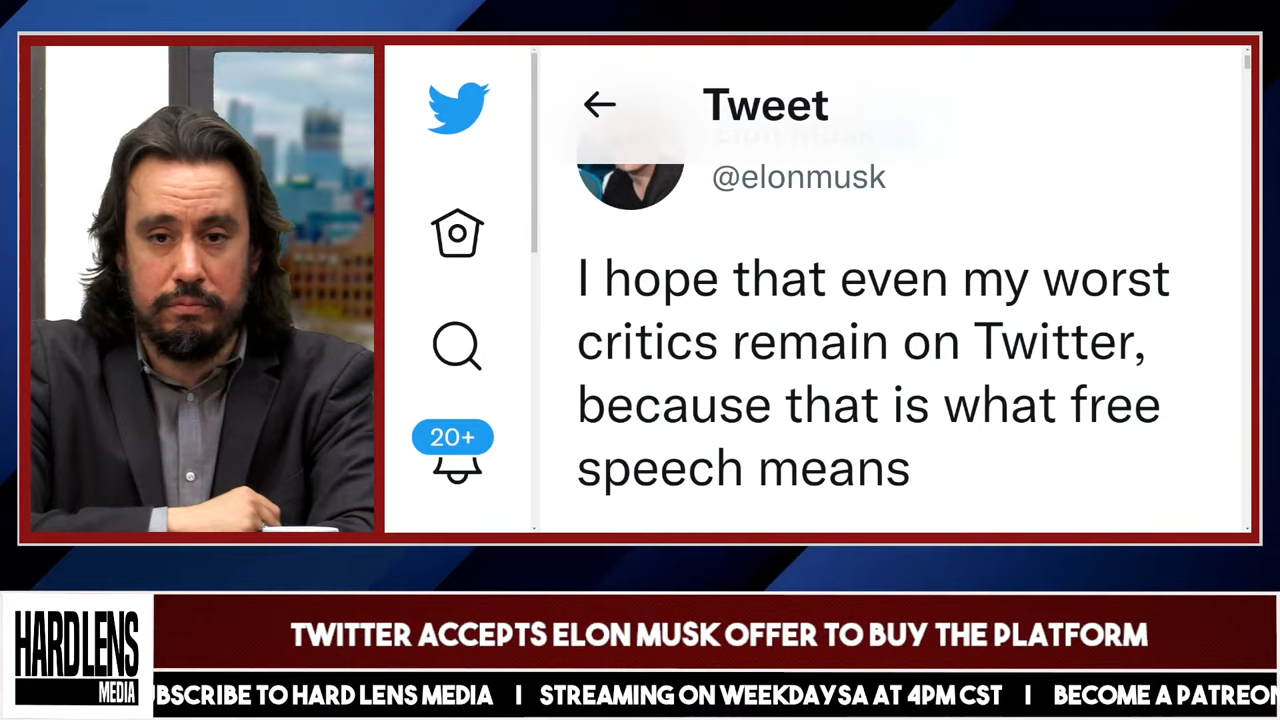 Tweet
@elonmusk
I hope that even my worst
critics remain on Twitter,
because that is what free
speech means
20+
TWITTER ACCEPTS ELON MUSK OFFER TO BUY THE PLATFORM
HARD LENS
MEDIA
UBSCRIBE TO HARD LENS MEDIA | STREAMING ON WEEKDAYSA AT 4PM CST | BECOME A PATREON